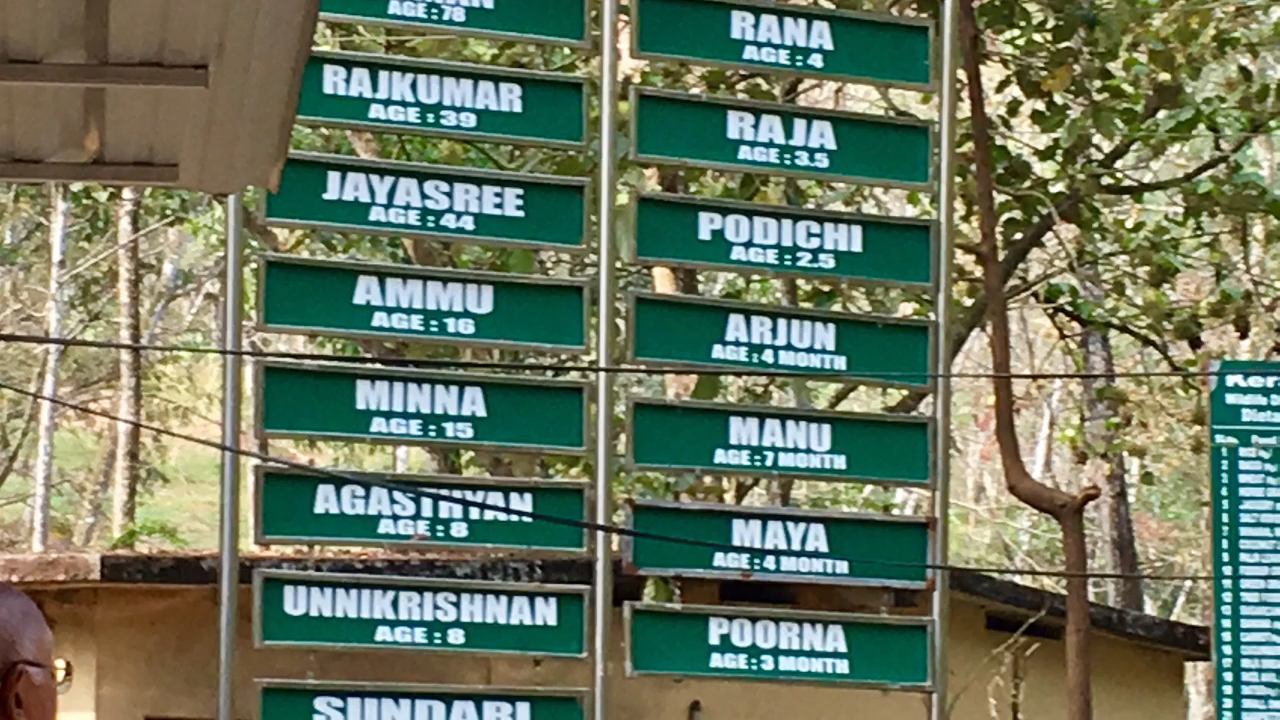 AGE : 78
RAJKUMAR
AGE : 39
JAYASREE
AGE : 44
AMMU
AGE : 16
MINNA
AGE : 15
AGASTHYAN
AGE : 8
UNNIKRISHNAN
AGE : 8
SUNDARI
RANA
AGE : 4
RAJA
AGE : 3.5
PODICHI
AGE : 2.5
ARJUN
AGE : 4 MONTH
MANU
AGE : 7 MONTH
MAYA
AGE : 4 MONTH
POORNA
AGE : 3 MONTH
Wildlife